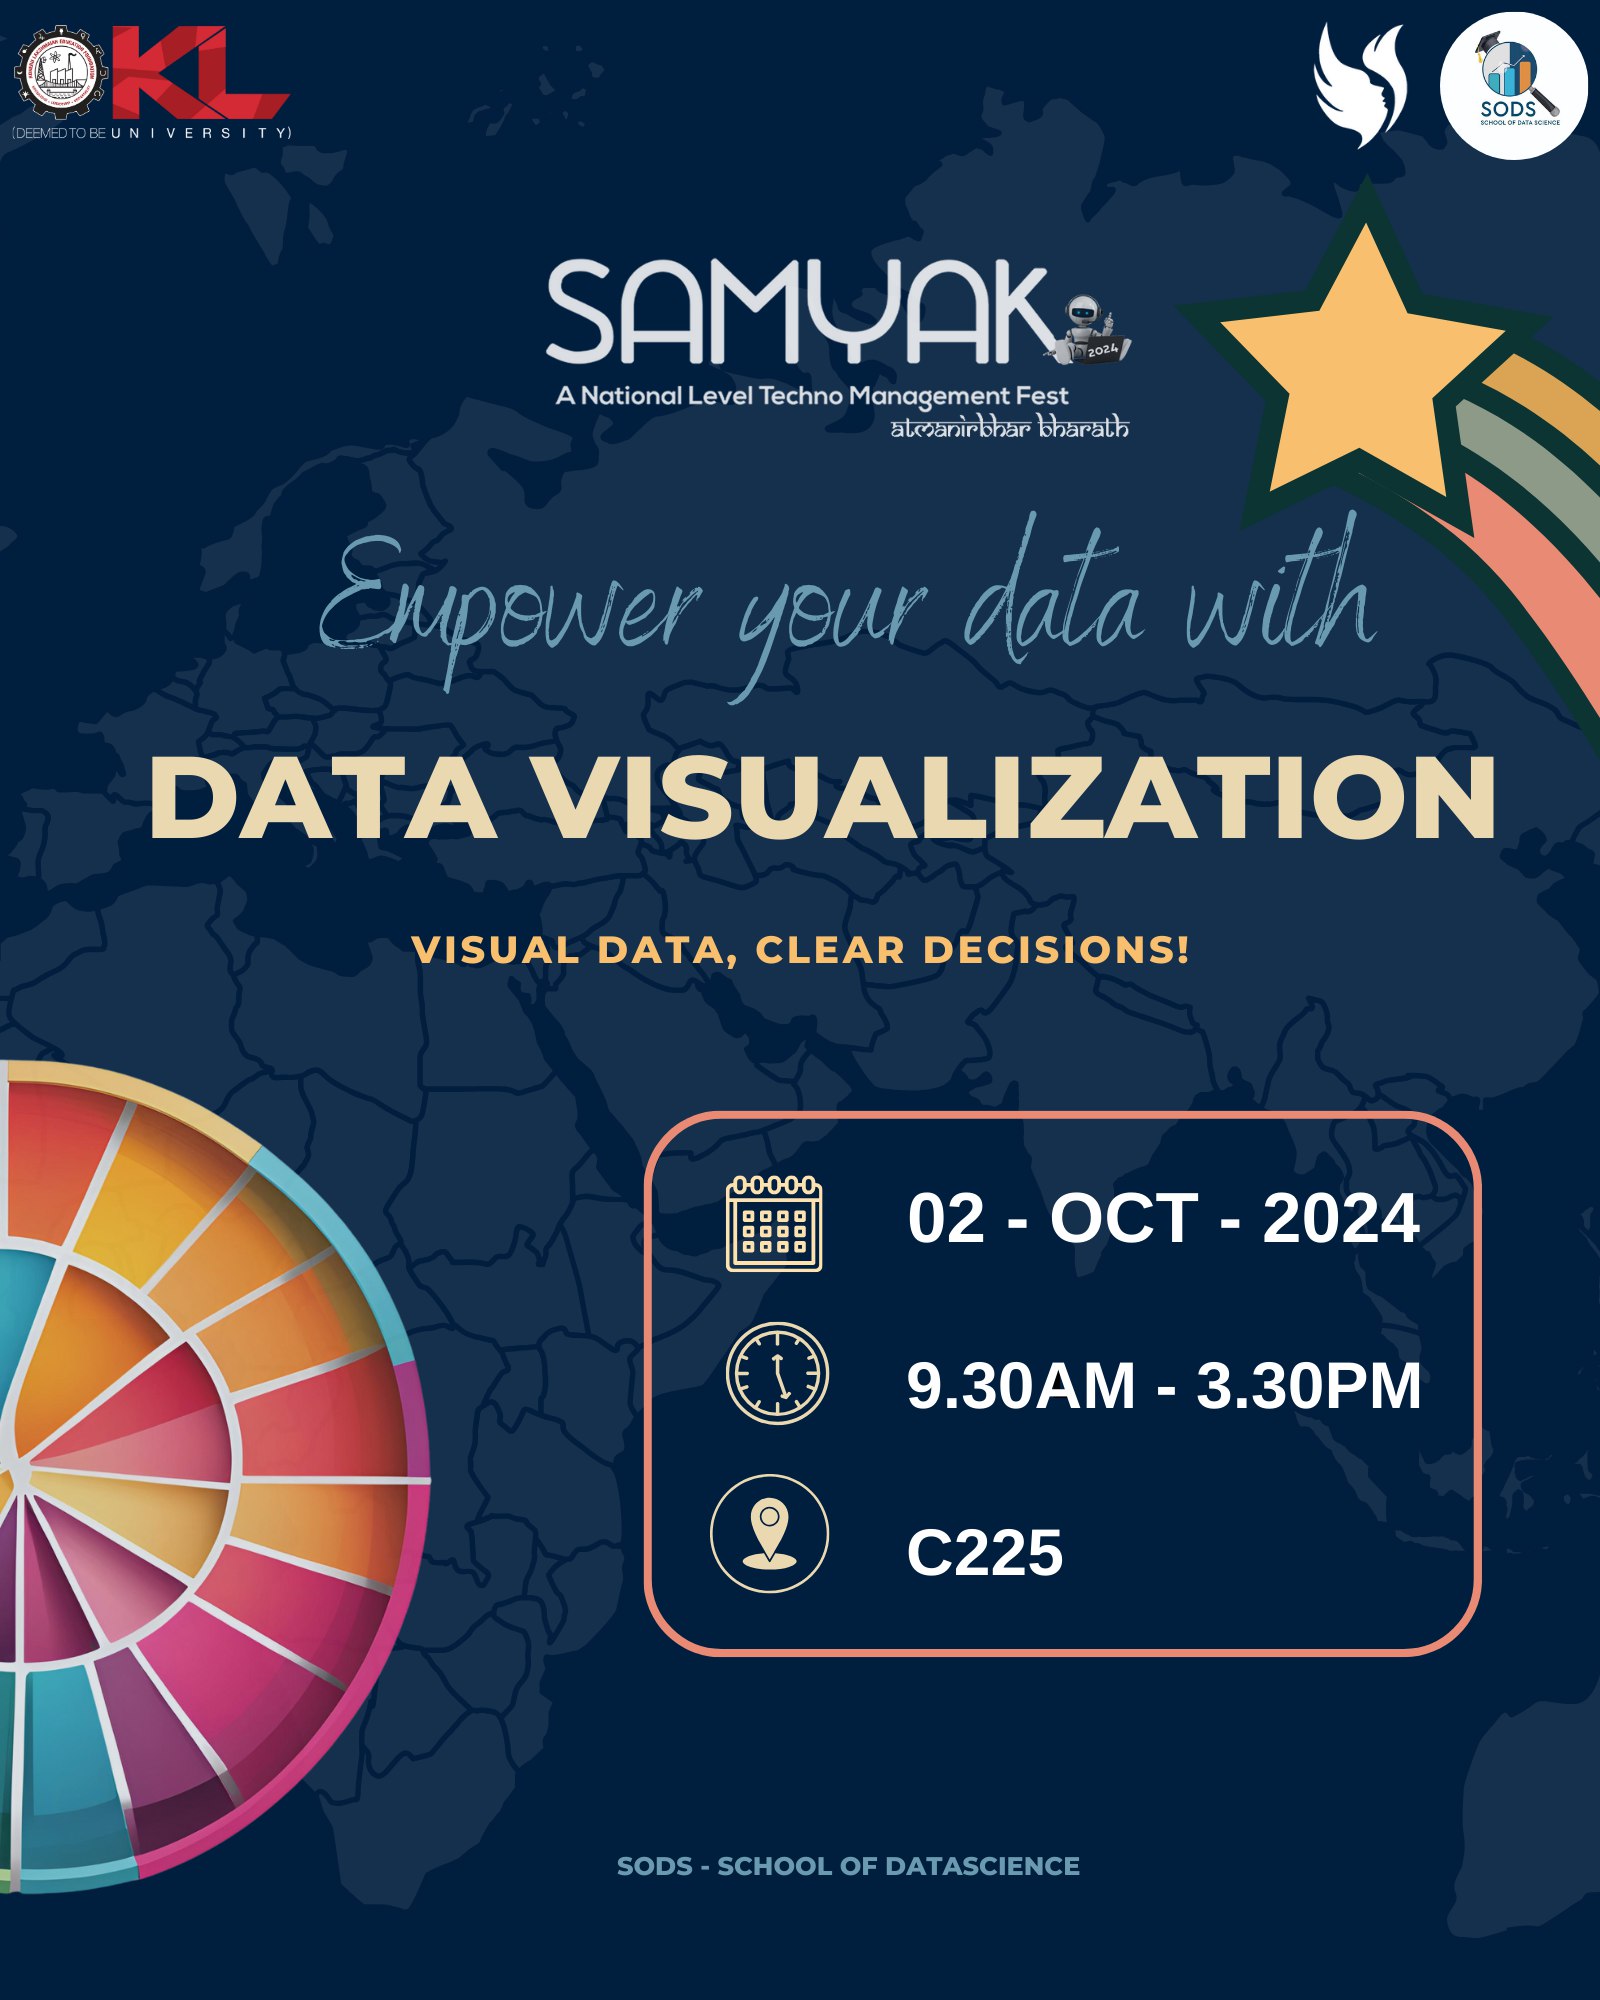 KL
(DEEMED TO BE UNIVERSITY)
SODS
SCHOOL OF DATA SCIENCE
SAMYAK
2024
A National Level Techno Management Fest
atmanirbhar bharath
Empower your data with
DATA VISUALIZATION
VISUAL DATA, CLEAR DECISIONS!
02 - OCT - 2024
9.30AM - 3.30PM
C225
SODS - SCHOOL OF DATASCIENCE